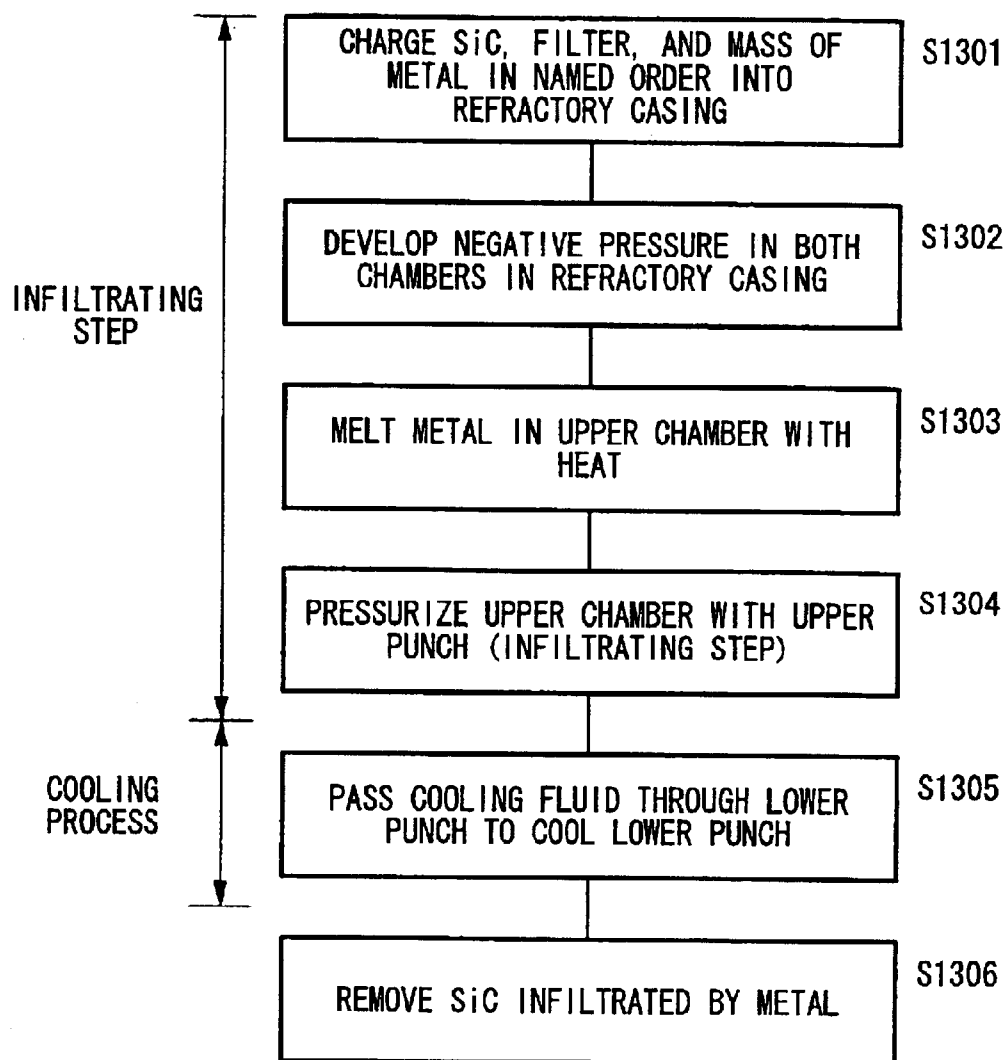 CHARGE SiC, FILTER, AND MASS OF
METAL IN NAMED ORDER INTO
REFRACTORY CASING
S1301
DEVELOP NEGATIVE PRESSURE IN BOTH
CHAMBERS IN REFRACTORY CASING
S1302
INFILTRATING
STEP
MELT METAL IN UPPER CHAMBER WITH
HEAT
S1303
PRESSURIZE UPPER CHAMBER WITH UPPER
PUNCH (INFILTRATING STEP)
S1304
COOLING
PROCESS
PASS COOLING FLUID THROUGH LOWER
PUNCH TO COOL LOWER PUNCH
S1305
REMOVE SiC INFILTRATED BY METAL
S1306